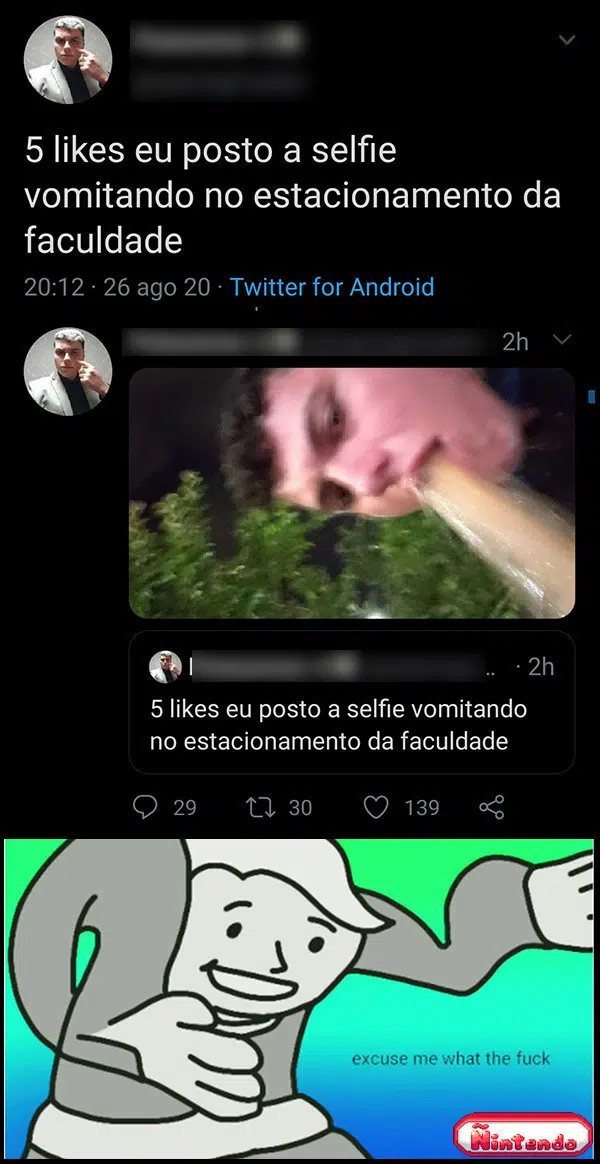 5 likes eu posto a selfie
vomitando no estacionamento da
faculdade
20:12 · 26 ago 20 · Twitter for Android
2h
.. · 2h
5 likes eu posto a selfie vomitando
no estacionamento da faculdade
29 30 139
excuse me what the fuck
Ñintendo